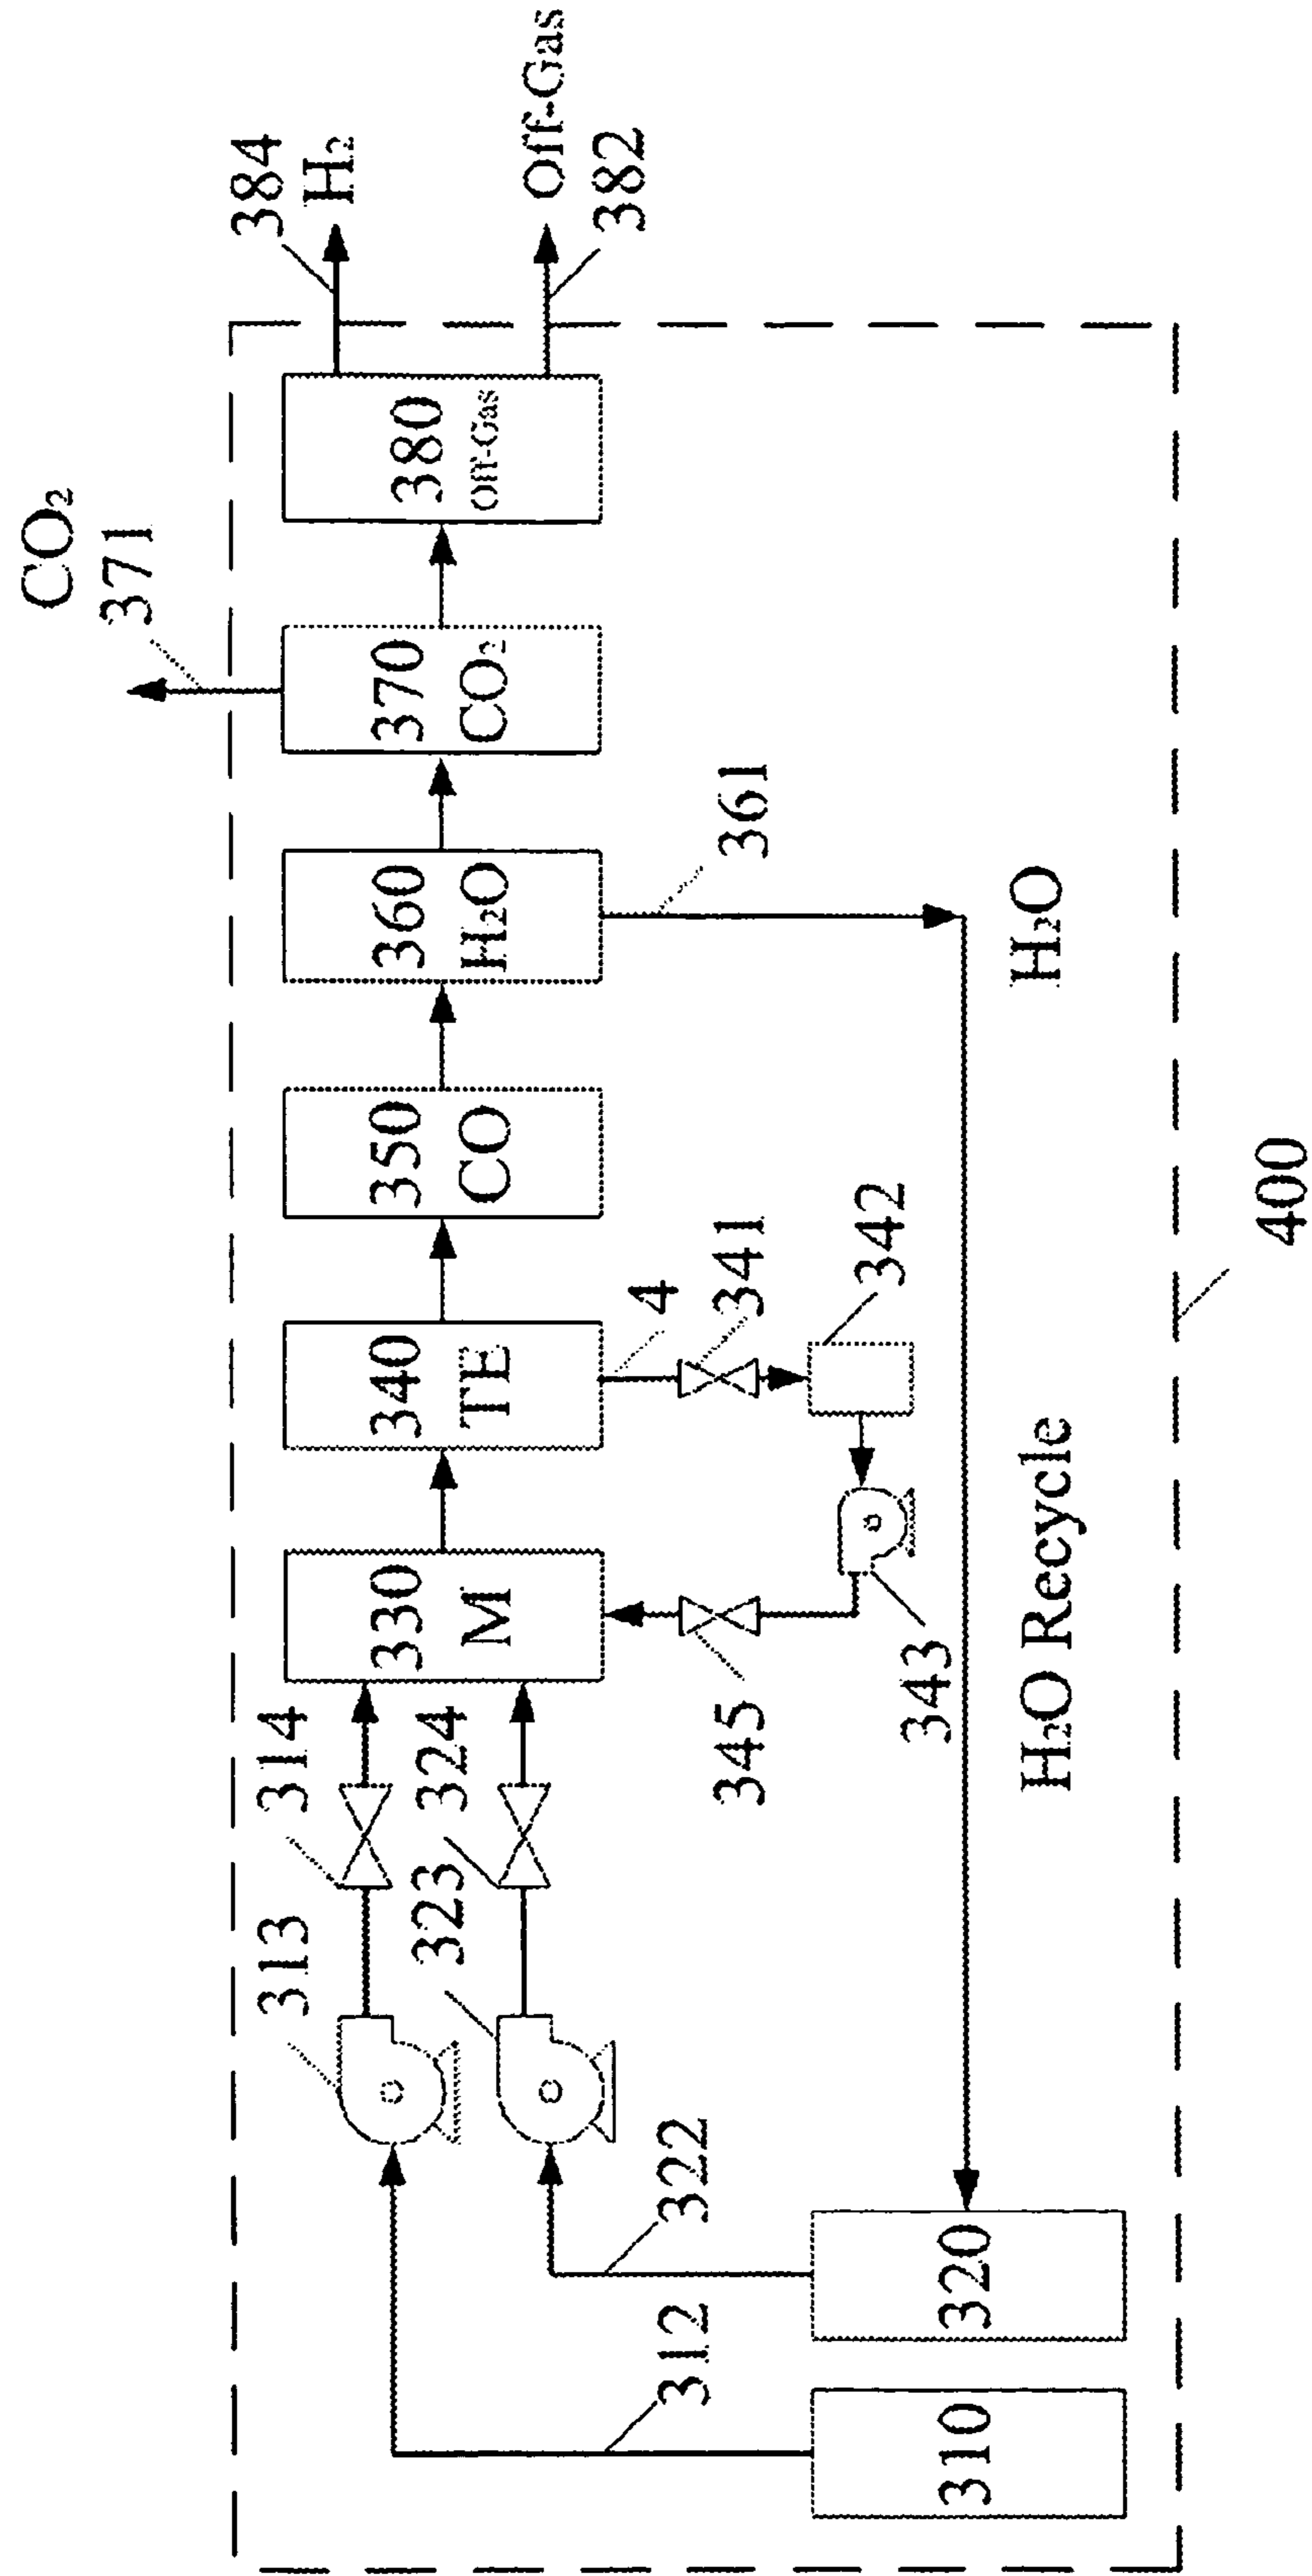 CO₂
371
384
H₂
Off-Gas
382
380
Off-Gas
370
CO₂
360
H₂O
361
350
CO
340
TE
4
341
342
330
M
345
343
313
314
323
324
312
322
310
320
H₂O Recycle
H₂O
400